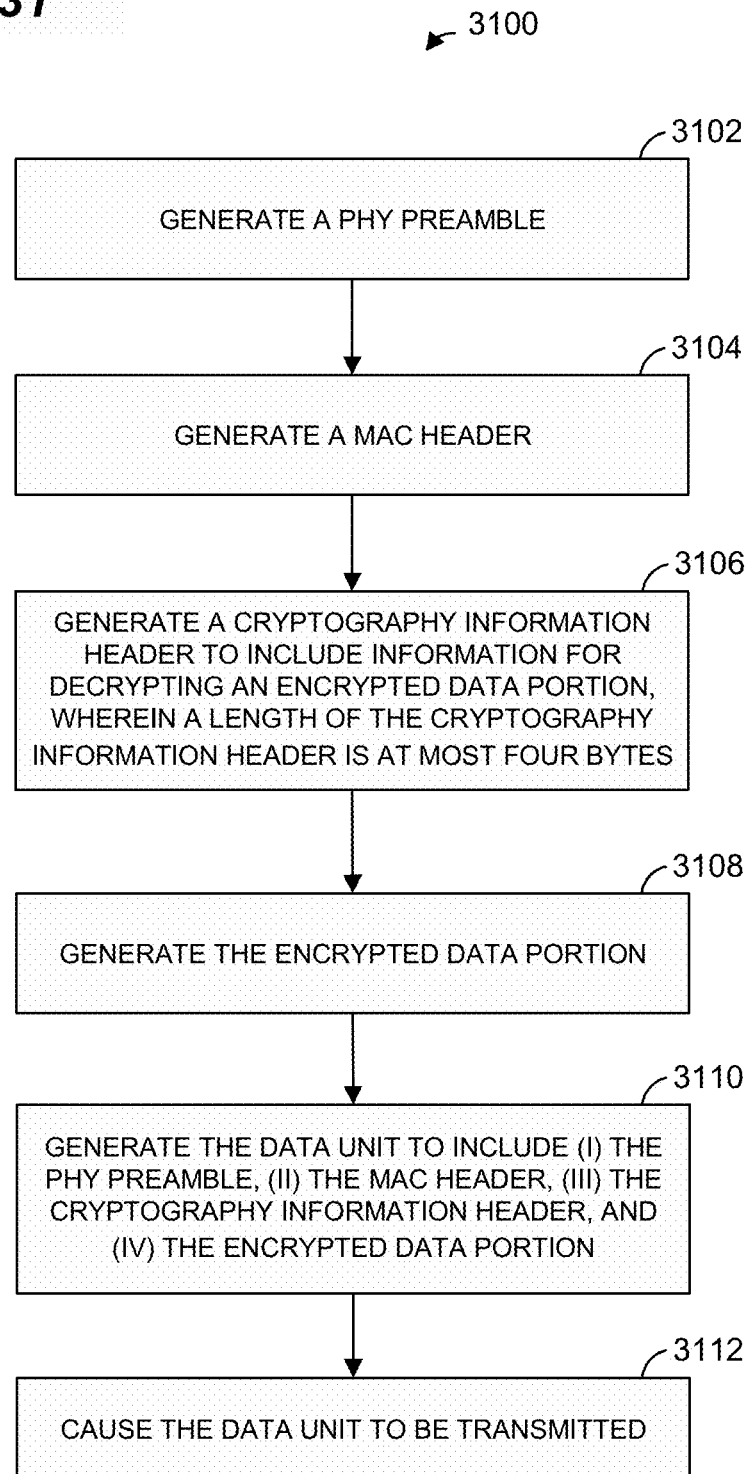 31
3100
3102
GENERATE A PHY PREAMBLE
3104
GENERATE A MAC HEADER
3106
GENERATE A CRYPTOGRAPHY INFORMATION
HEADER TO INCLUDE INFORMATION FOR
DECRYPTING AN ENCRYPTED DATA PORTION,
WHEREIN A LENGTH OF THE CRYPTOGRAPHY
INFORMATION HEADER IS AT MOST FOUR BYTES
3108
GENERATE THE ENCRYPTED DATA PORTION
3110
GENERATE THE DATA UNIT TO INCLUDE (I) THE
PHY PREAMBLE, (II) THE MAC HEADER, (III) THE
CRYPTOGRAPHY INFORMATION HEADER, AND
(IV) THE ENCRYPTED DATA PORTION
3112
CAUSE THE DATA UNIT TO BE TRANSMITTED